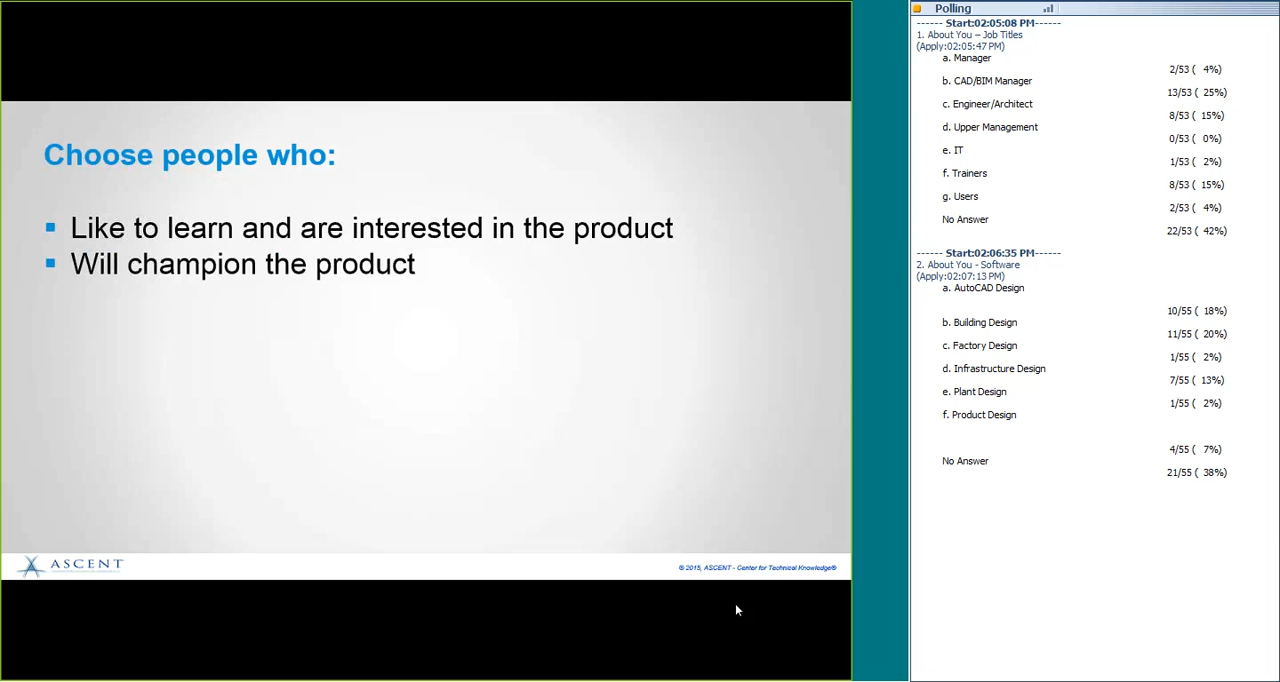 Choose people who:
Like to learn and are interested in the product
Will champion the product
ASCENT
© 2015, ASCENT - Center for Technical Knowledge®
Polling
------ Start:02:05:08 PM------
1. About You – Job Titles
(Apply:02:05:47 PM)
a. Manager
2/53 ( 4%)
b. CAD/BIM Manager
13/53 ( 25%)
c. Engineer/Architect
8/53 ( 15%)
d. Upper Management
0/53 ( 0%)
e. IT
1/53 ( 2%)
f. Trainers
8/53 ( 15%)
g. Users
2/53 ( 4%)
No Answer
22/53 ( 42%)
------ Start:02:06:35 PM------
2. About You - Software
(Apply:02:07:13 PM)
a. AutoCAD Design
10/55 ( 18%)
b. Building Design
11/55 ( 20%)
c. Factory Design
1/55 ( 2%)
d. Infrastructure Design
7/55 ( 13%)
e. Plant Design
1/55 ( 2%)
f. Product Design
4/55 ( 7%)
No Answer
21/55 ( 38%)